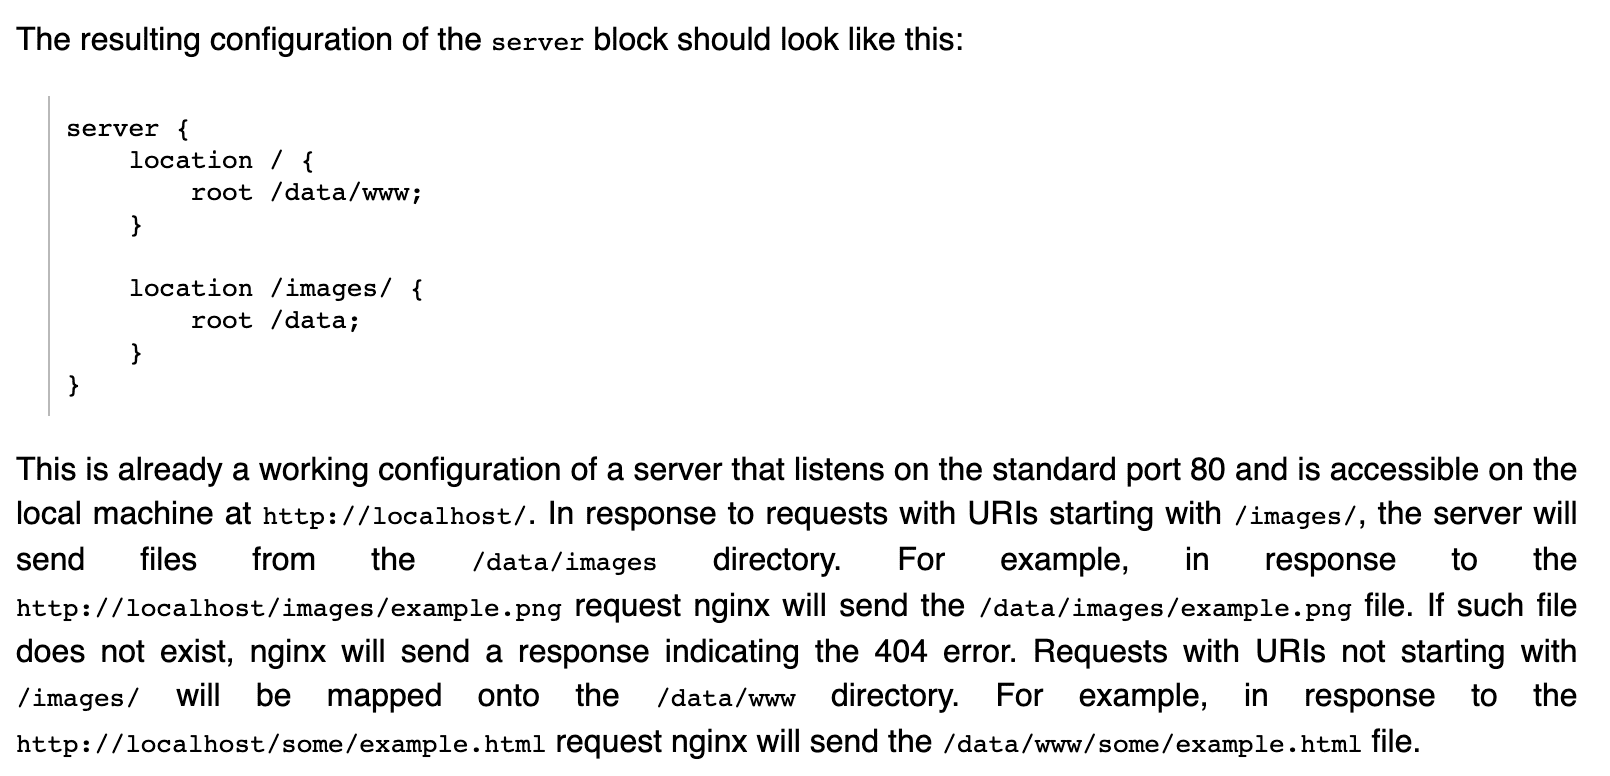 The resulting configuration of the server block should look like this:
server {
    location / {
        root /data/www;
    }

    location /images/ {
        root /data;
    }
}
This is already a working configuration of a server that listens on the standard port 80 and is accessible on the
local machine at http://localhost/. In response to requests with URIs starting with /images/, the server will
send files from the /data/images directory. For example, in response to the
http://localhost/images/example.png request nginx will send the /data/images/example.png file. If such file
does not exist, nginx will send a response indicating the 404 error. Requests with URIs not starting with
/images/ will be mapped onto the /data/www directory. For example, in response to the
http://localhost/some/example.html request nginx will send the /data/www/some/example.html file.